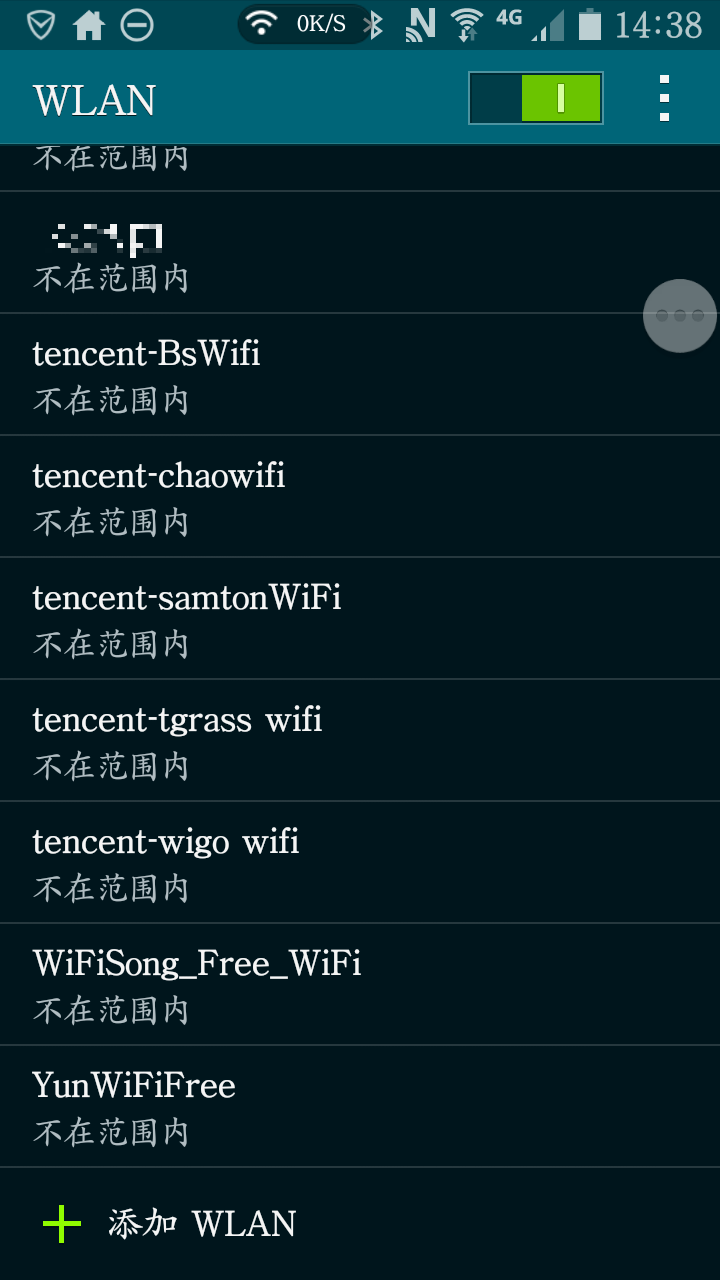 0K/S 4G 14:38
WLAN
不在范围内
不在范围内
tencent-BsWifi
不在范围内
tencent-chaowifi
不在范围内
tencent-samtonWiFi
不在范围内
tencent-tgrass wifi
不在范围内
tencent-wigo wifi
不在范围内
WiFiSong_Free_WiFi
不在范围内
YunWiFiFree
不在范围内
添加 WLAN